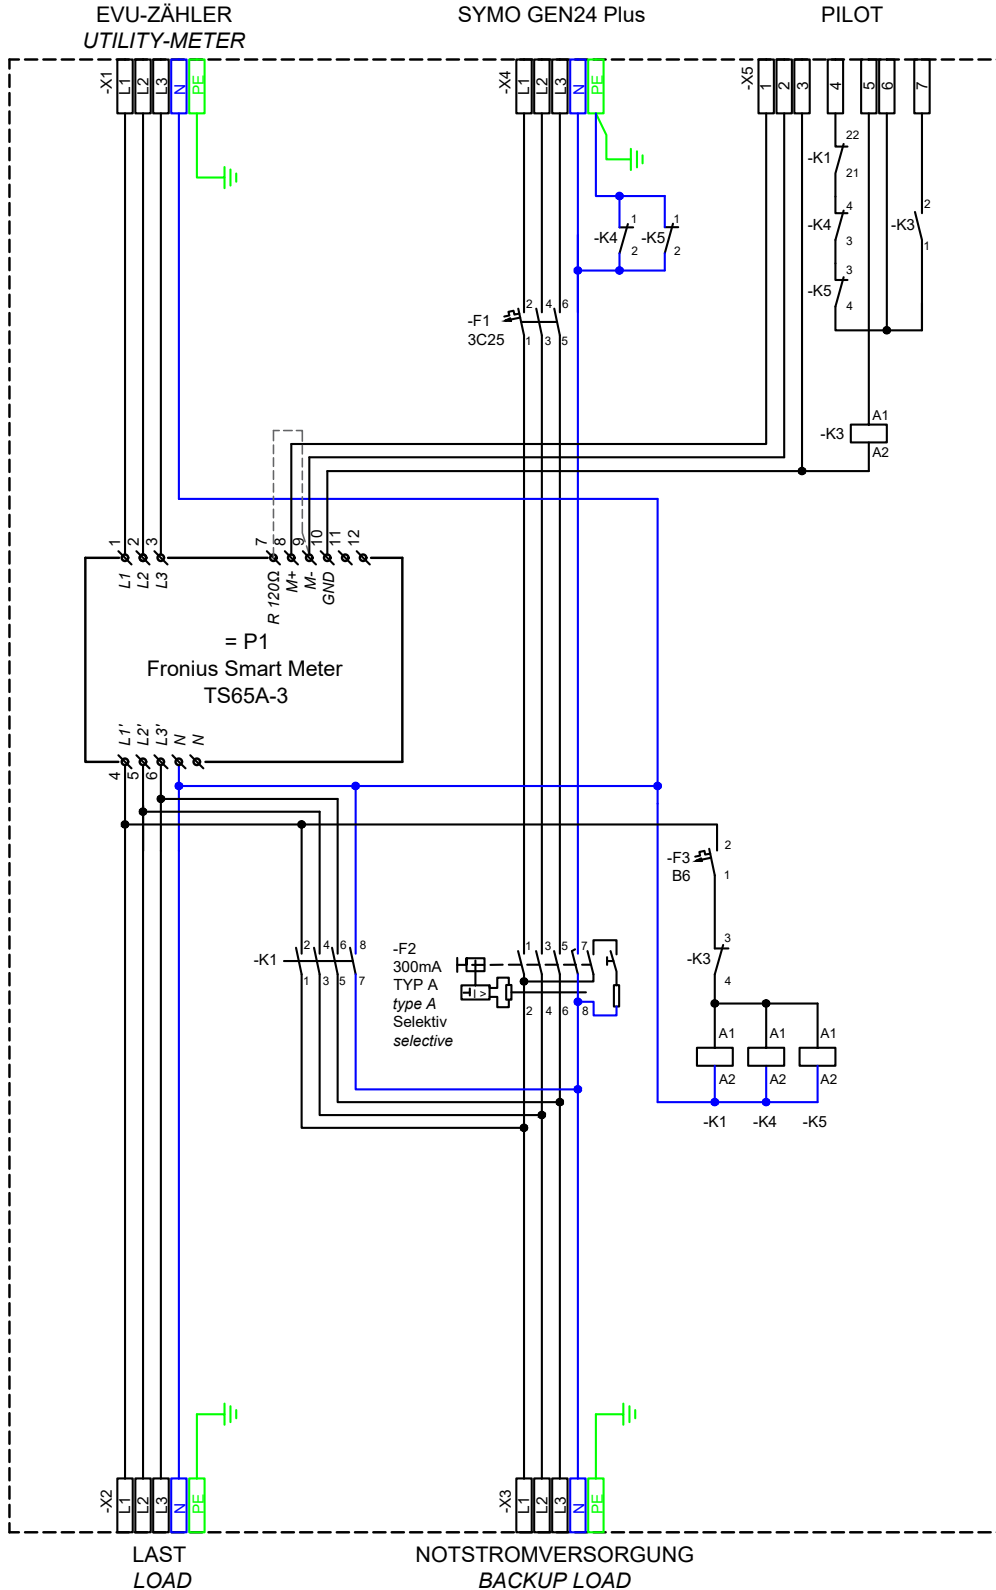 EVU-ZÄHLER
UTILITY-METER
SYMO GEN24 Plus
PILOT
-X1
L1
L2
L3
N
PE
-X4
L1
L2
L3
N
PE
-X5
1
2
3
4
5
6
7
-K1
22
21
-K4
4
3
-K5
3
4
-K3
2
1
-K4
1
2
-K5
1
2
-F1
3C25
2
4
6
1
3
5
-K3
A1
A2
1
2
3
7
8
9
10
11
12
L1
L2
L3
R 120Ω
M+
M-
GND
= P1
Fronius Smart Meter
TS65A-3
L1'
L2'
L3'
N
N
4
5
6
-F3
B6
2
1
-K1
2
4
6
8
1
3
5
7
-F2
300mA
TYP A
type A
Selektiv
selective
1
3
5
7
2
4
6
8
I>
-K3
3
4
A1
A1
A1
A2
A2
A2
-K1
-K4
-K5
-X2
L1
L2
L3
N
PE
-X3
L1
L2
L3
N
PE
LAST
LOAD
NOTSTROMVERSORGUNG
BACKUP LOAD